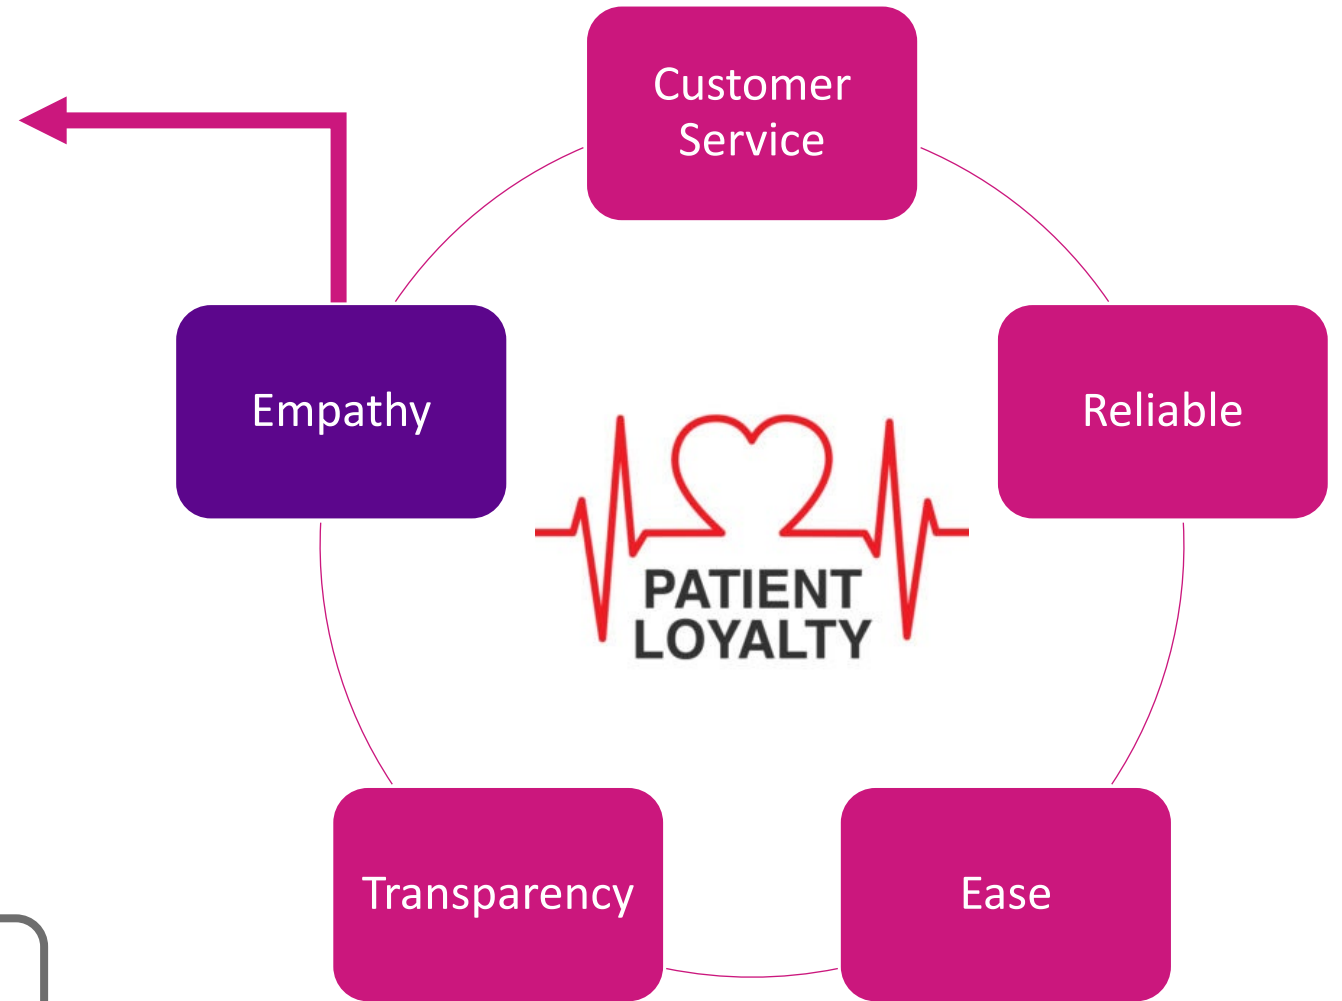 Customer
Service
Empathy
Reliable
PATIENT
LOYALTY
Transparency
Ease